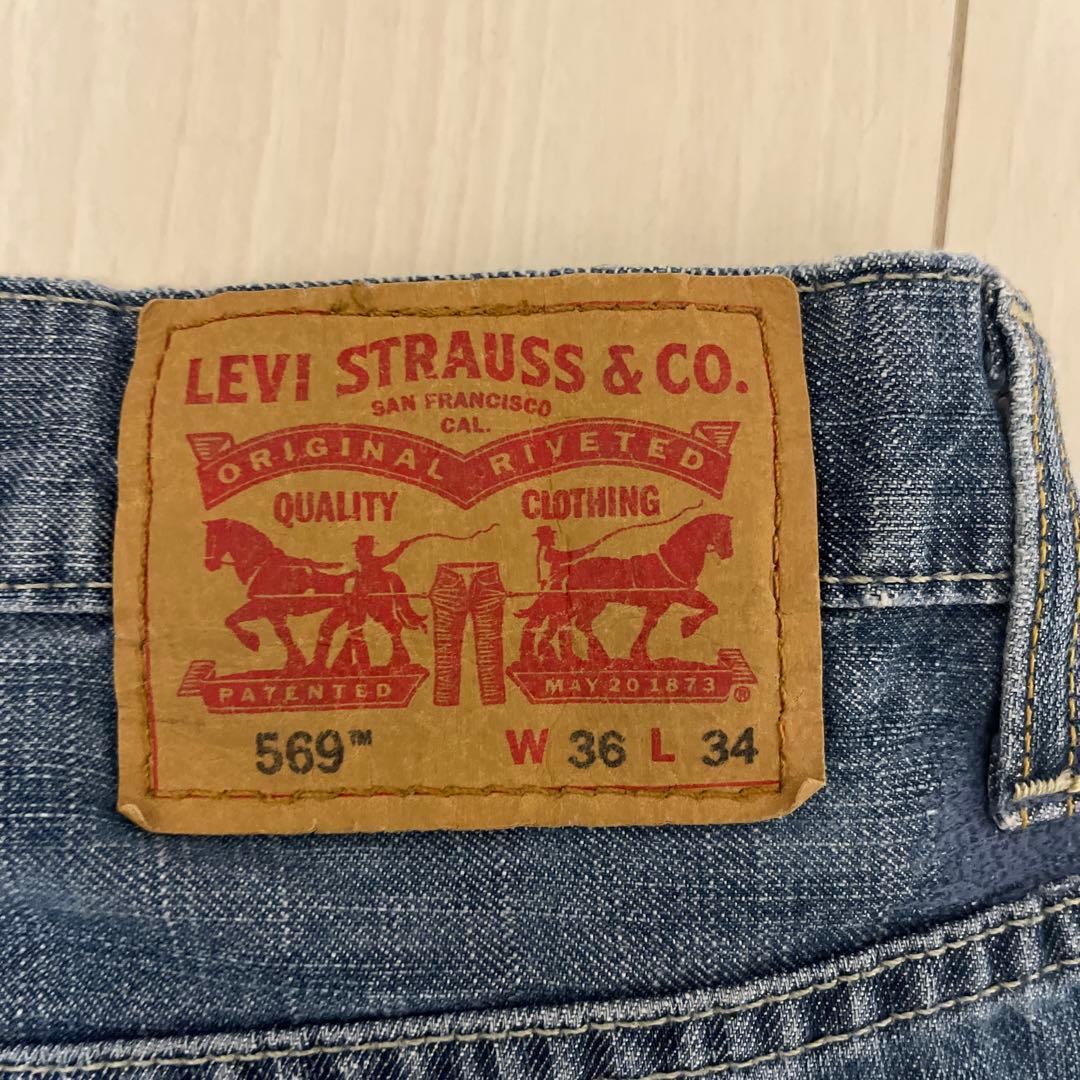 LEVI STRAUSS & CO.
SAN FRANCISCO
CAL.
ORIGINAL RIVETED
QUALITY CLOTHING
PATENTED MAY 20 1873 ®
569™ W 36 L 34